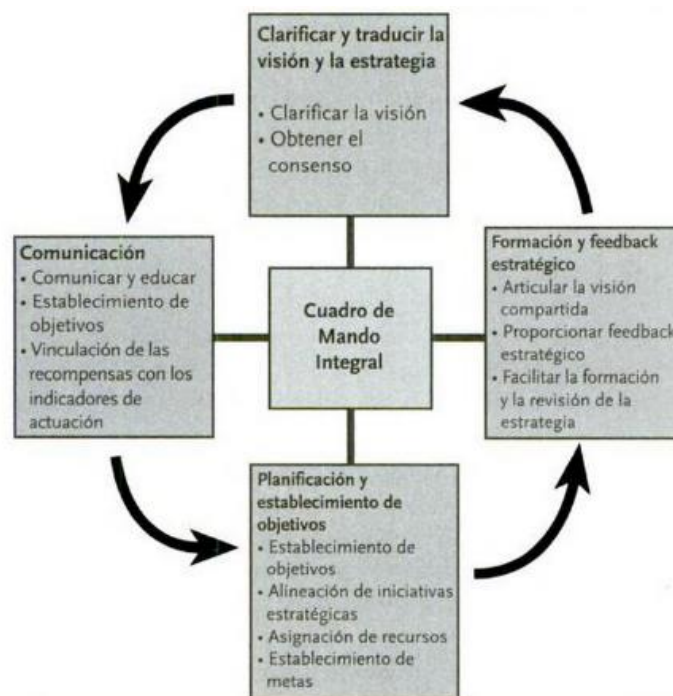 Clarificar y traducir la
visión y la estrategia
• Clarificar la visión
• Obtener el
consenso
Comunicación
• Comunicar y educar
• Establecimiento de
objetivos
• Vinculación de las
recompensas con los
indicadores de
actuación
Cuadro de
Mando
Integral
Formación y feedback
estratégico
• Articular la visión
compartida
• Proporcionar feedback
estratégico
• Facilitar la formación
y la revisión de la
estrategia
Planificación y
establecimiento de
objetivos
• Establecimiento de
objetivos
• Alineación de iniciativas
estratégicas
• Asignación de recursos
• Establecimiento de
metas